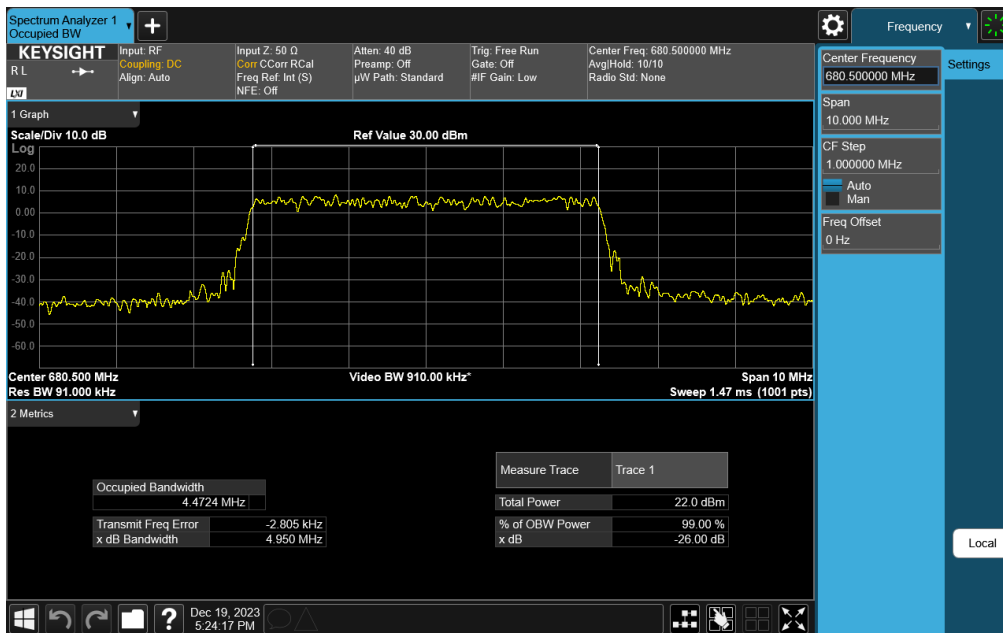 Spectrum Analyzer 1
Occupied BW
Frequency
KEYSIGHT
R L
LXI
Input: RF
Coupling: DC
Align: Auto
Input Z: 50 Ω
Corr CCorr RCal
Freq Ref: Int (S)
NFE: Off
Atten: 40 dB
Preamp: Off
µW Path: Standard
Trig: Free Run
Gate: Off
#IF Gain: Low
Center Freq: 680.500000 MHz
Avg|Hold: 10/10
Radio Std: None
Center Frequency
680.500000 MHz
Settings
Span
10.000 MHz
CF Step
1.000000 MHz
Auto
Man
Freq Offset
0 Hz
Local
1 Graph
Scale/Div 10.0 dB
Ref Value 30.00 dBm
Log
20.0
10.0
0.00
-10.0
-20.0
-30.0
-40.0
-50.0
-60.0
Center 680.500 MHz
Video BW 910.00 kHz*
Span 10 MHz
Res BW 91.000 kHz
Sweep 1.47 ms (1001 pts)
2 Metrics
Occupied Bandwidth
4.4724 MHz
Transmit Freq Error -2.805 kHz
x dB Bandwidth 4.950 MHz
Measure Trace Trace 1
Total Power 22.0 dBm
% of OBW Power 99.00 %
x dB -26.00 dB
?
Dec 19, 2023
5:24:17 PM